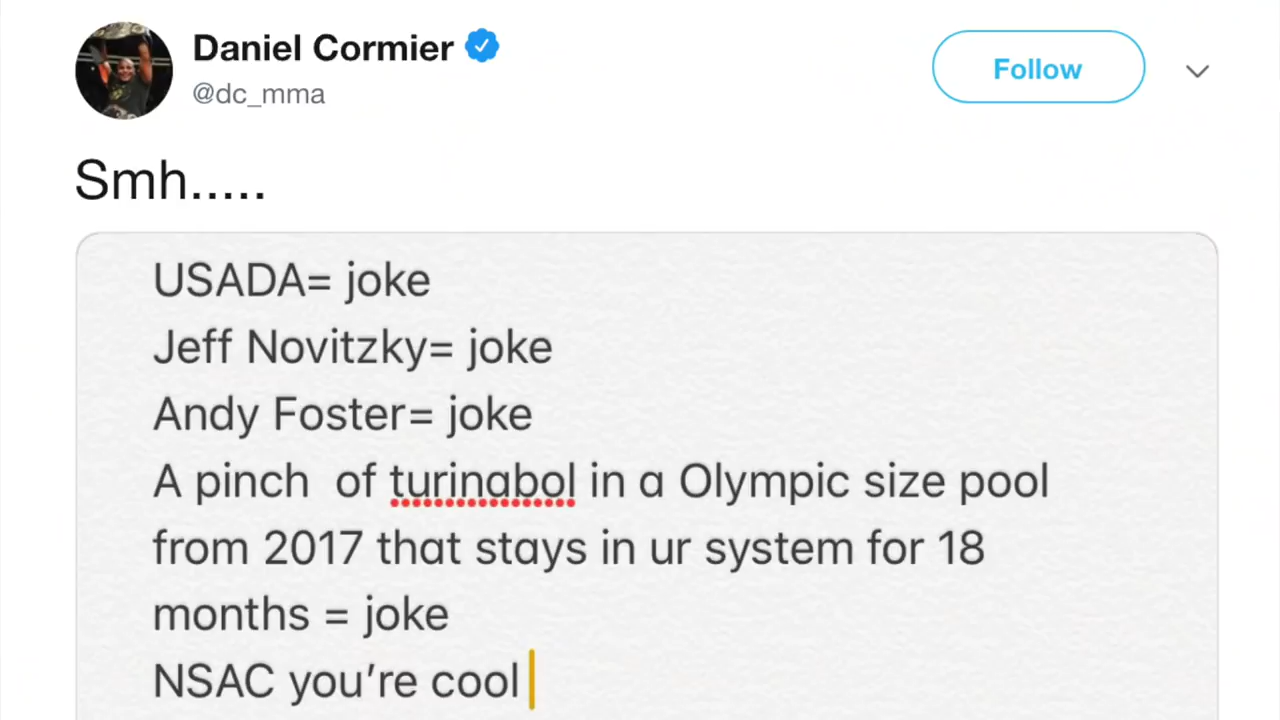 Daniel Cormier
@dc_mma
Follow
Smh.....
USADA= joke
Jeff Novitzky= joke
Andy Foster= joke
A pinch  of turinabol in a Olympic size pool
from 2017 that stays in ur system for 18
months = joke
NSAC you're cool